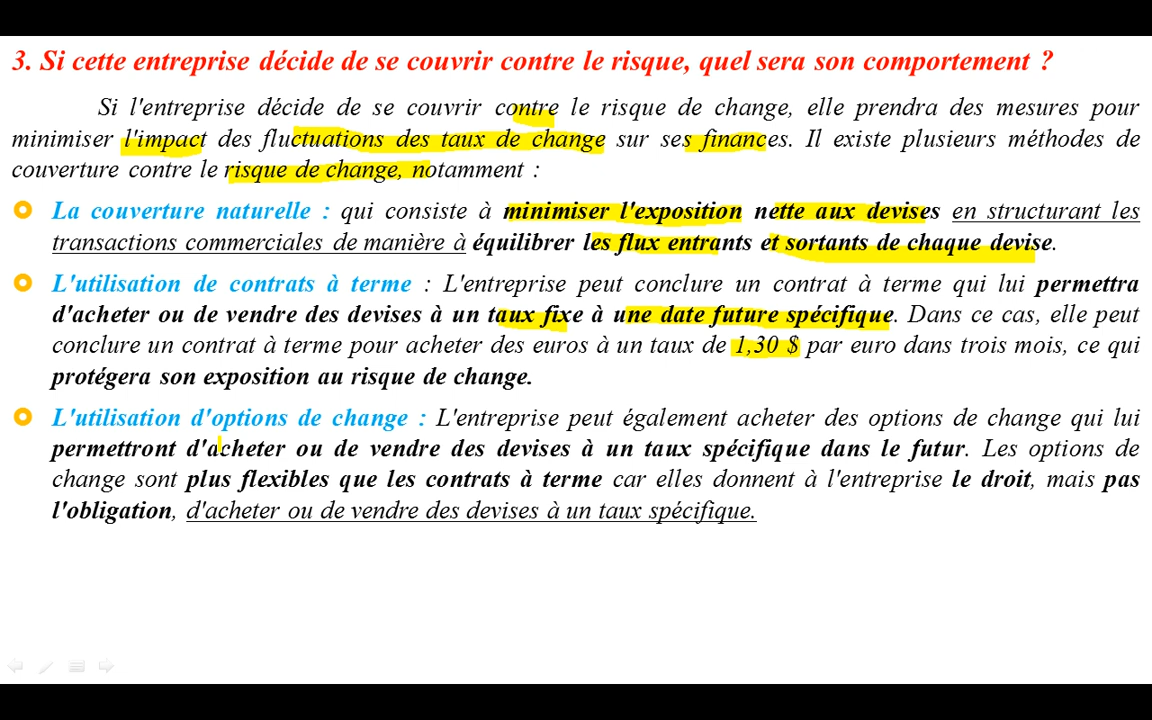 3. Si cette entreprise décide de se couvrir contre le risque, quel sera son comportement ?
Si l'entreprise décide de se couvrir contre le risque de change, elle prendra des mesures pour
minimiser l'impact des fluctuations des taux de change sur ses finances. Il existe plusieurs méthodes de
couverture contre le risque de change, notamment :
La couverture naturelle : qui consiste à minimiser l'exposition nette aux devises en structurant les
transactions commerciales de manière à équilibrer les flux entrants et sortants de chaque devise.
L'utilisation de contrats à terme : L'entreprise peut conclure un contrat à terme qui lui permettra
d'acheter ou de vendre des devises à un taux fixe à une date future spécifique. Dans ce cas, elle peut
conclure un contrat à terme pour acheter des euros à un taux de 1,30 $ par euro dans trois mois, ce qui
protégera son exposition au risque de change.
L'utilisation d'options de change : L'entreprise peut également acheter des options de change qui lui
permettront d'acheter ou de vendre des devises à un taux spécifique dans le futur. Les options de
change sont plus flexibles que les contrats à terme car elles donnent à l'entreprise le droit, mais pas
l'obligation, d'acheter ou de vendre des devises à un taux spécifique.